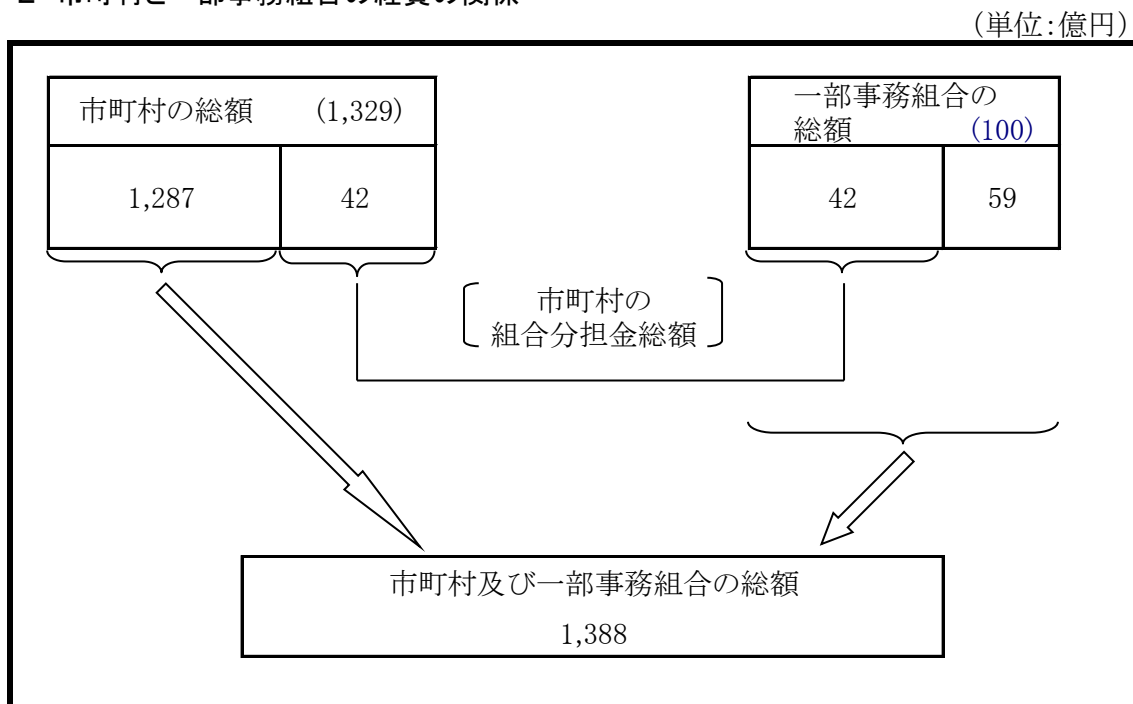 (単位:億円)
市町村の総額 (1,329)
1,287 42
一部事務組合の
総額 (100)
42 59
市町村の
組合分担金総額
市町村及び一部事務組合の総額
1,388